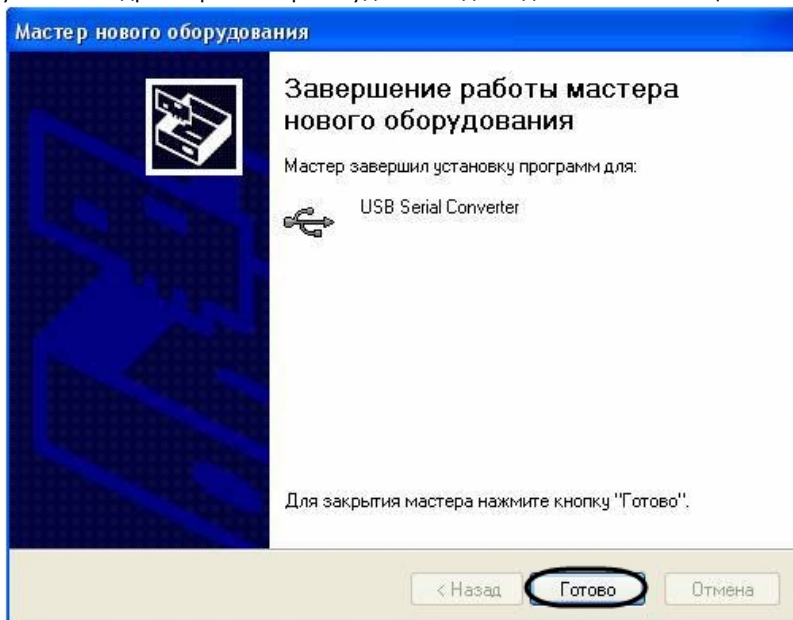 Мастер нового оборудования
Завершение работы мастера
нового оборудования
Мастер завершил установку программ для:
USB Serial Converter
Для закрытия мастера нажмите кнопку "Готово".
< Назад
Готово
Отмена